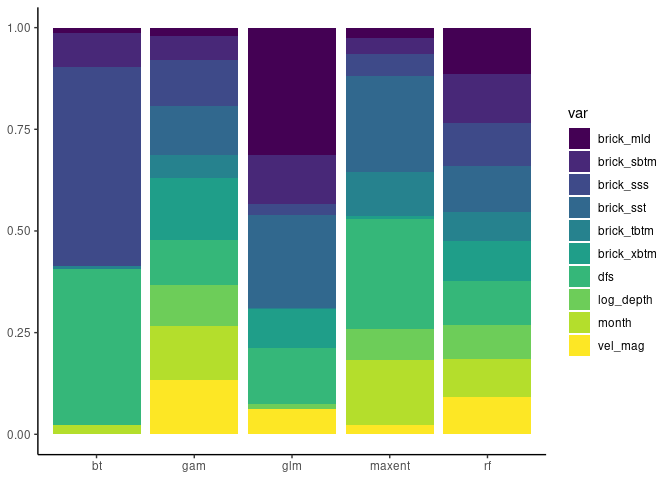 1.00
0.75
0.50
0.25
0.00
bt gam glm maxent rf
var
brick_mld
brick_sbtm
brick_sss
brick_sst
brick_tbtm
brick_xbtm
dfs
log_depth
month
vel_mag